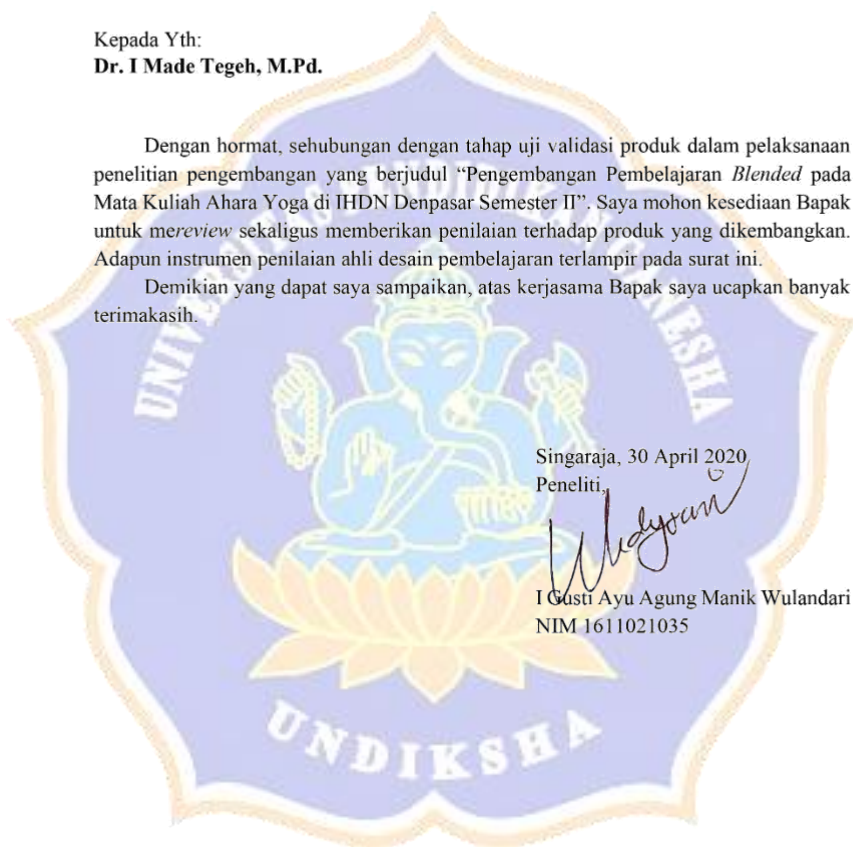 Kepada Yth:
Dr. I Made Tegeh, M.Pd.
Dengan hormat, sehubungan dengan tahap uji validasi produk dalam pelaksanaan
penelitian pengembangan yang berjudul “Pengembangan Pembelajaran Blended pada
Mata Kuliah Ahara Yoga di IHDN Denpasar Semester II”. Saya mohon kesediaan Bapak
untuk mereview sekaligus memberikan penilaian terhadap produk yang dikembangkan.
Adapun instrumen penilaian ahli desain pembelajaran terlampir pada surat ini.
Demikian yang dapat saya sampaikan, atas kerjasama Bapak saya ucapkan banyak
terimakasih.
UNIVERSITAS PENDIDIKAN GANESHA
Singaraja, 30 April 2020
Peneliti,
I Gusti Ayu Agung Manik Wulandari
NIM 1611021035
UNDIKSHA